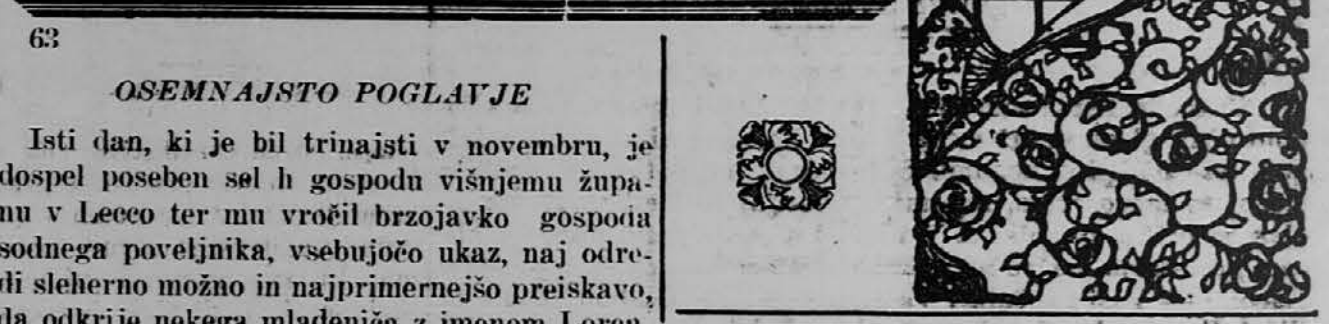 63
OSEMNAJSTO POGLAVJE
Isti dan, ki je bil trinajsti v novembru, je
dospel poseben sel h gospodu višnjemu župa-
nu v Lecco ter mu vročil brzojavko gospoda
sodnega poveljnika, vsebujočo ukaz, naj odre-
di sleherno možno in najprimernejšo preiskavo,
da odkrije nekega mladeniča z imenom Loren